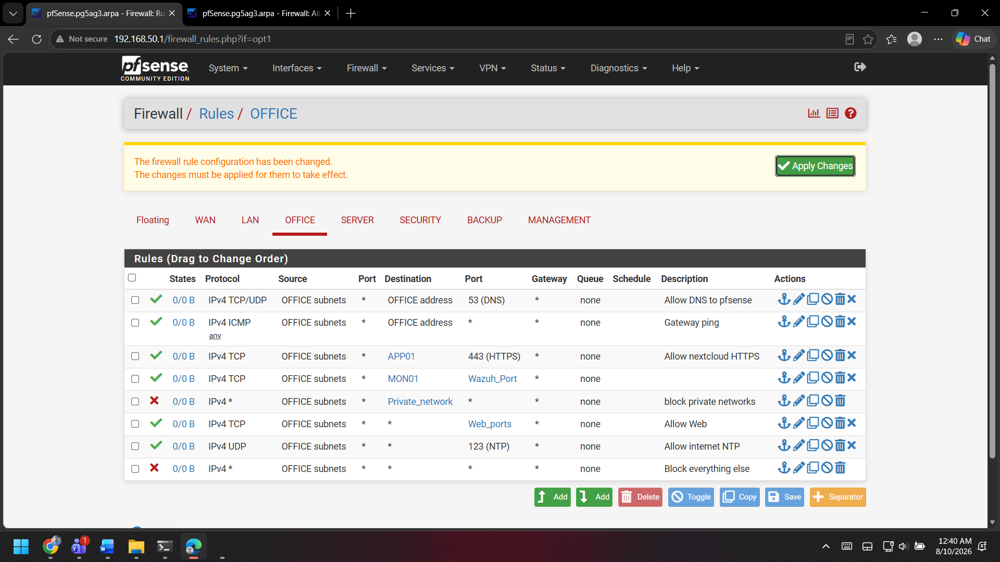 pfSense.pg5ag3.arpa - Firewall: Ru
pfSense.pg5ag3.arpa - Firewall: Ali
Not secure 192.168.50.1/firewall_rules.php?if=opt1
Chat
pfsense
COMMUNITY EDITION
System Interfaces Firewall Services VPN Status Diagnostics Help
Firewall / Rules / OFFICE
The firewall rule configuration has been changed.
The changes must be applied for them to take effect.
Apply Changes
Floating WAN LAN OFFICE SERVER SECURITY BACKUP MANAGEMENT
Rules (Drag to Change Order)
States Protocol Source Port Destination Port Gateway Queue Schedule Description Actions
0/0 B IPv4 TCP/UDP OFFICE subnets * OFFICE address 53 (DNS) * none Allow DNS to pfsense
0/0 B IPv4 ICMP OFFICE subnets * OFFICE address * * none Gateway ping
any
0/0 B IPv4 TCP OFFICE subnets * APP01 443 (HTTPS) * none Allow nextcloud HTTPS
0/0 B IPv4 TCP OFFICE subnets * MON01 Wazuh_Port * none
0/0 B IPv4 * OFFICE subnets * Private_network * * none block private networks
0/0 B IPv4 TCP OFFICE subnets * * Web_ports * none Allow Web
0/0 B IPv4 UDP OFFICE subnets * * 123 (NTP) * none Allow internet NTP
0/0 B IPv4 * OFFICE subnets * * * * none Block everything else
Add Add Delete Toggle Copy Save Separator
1
12:40 AM
8/10/2026